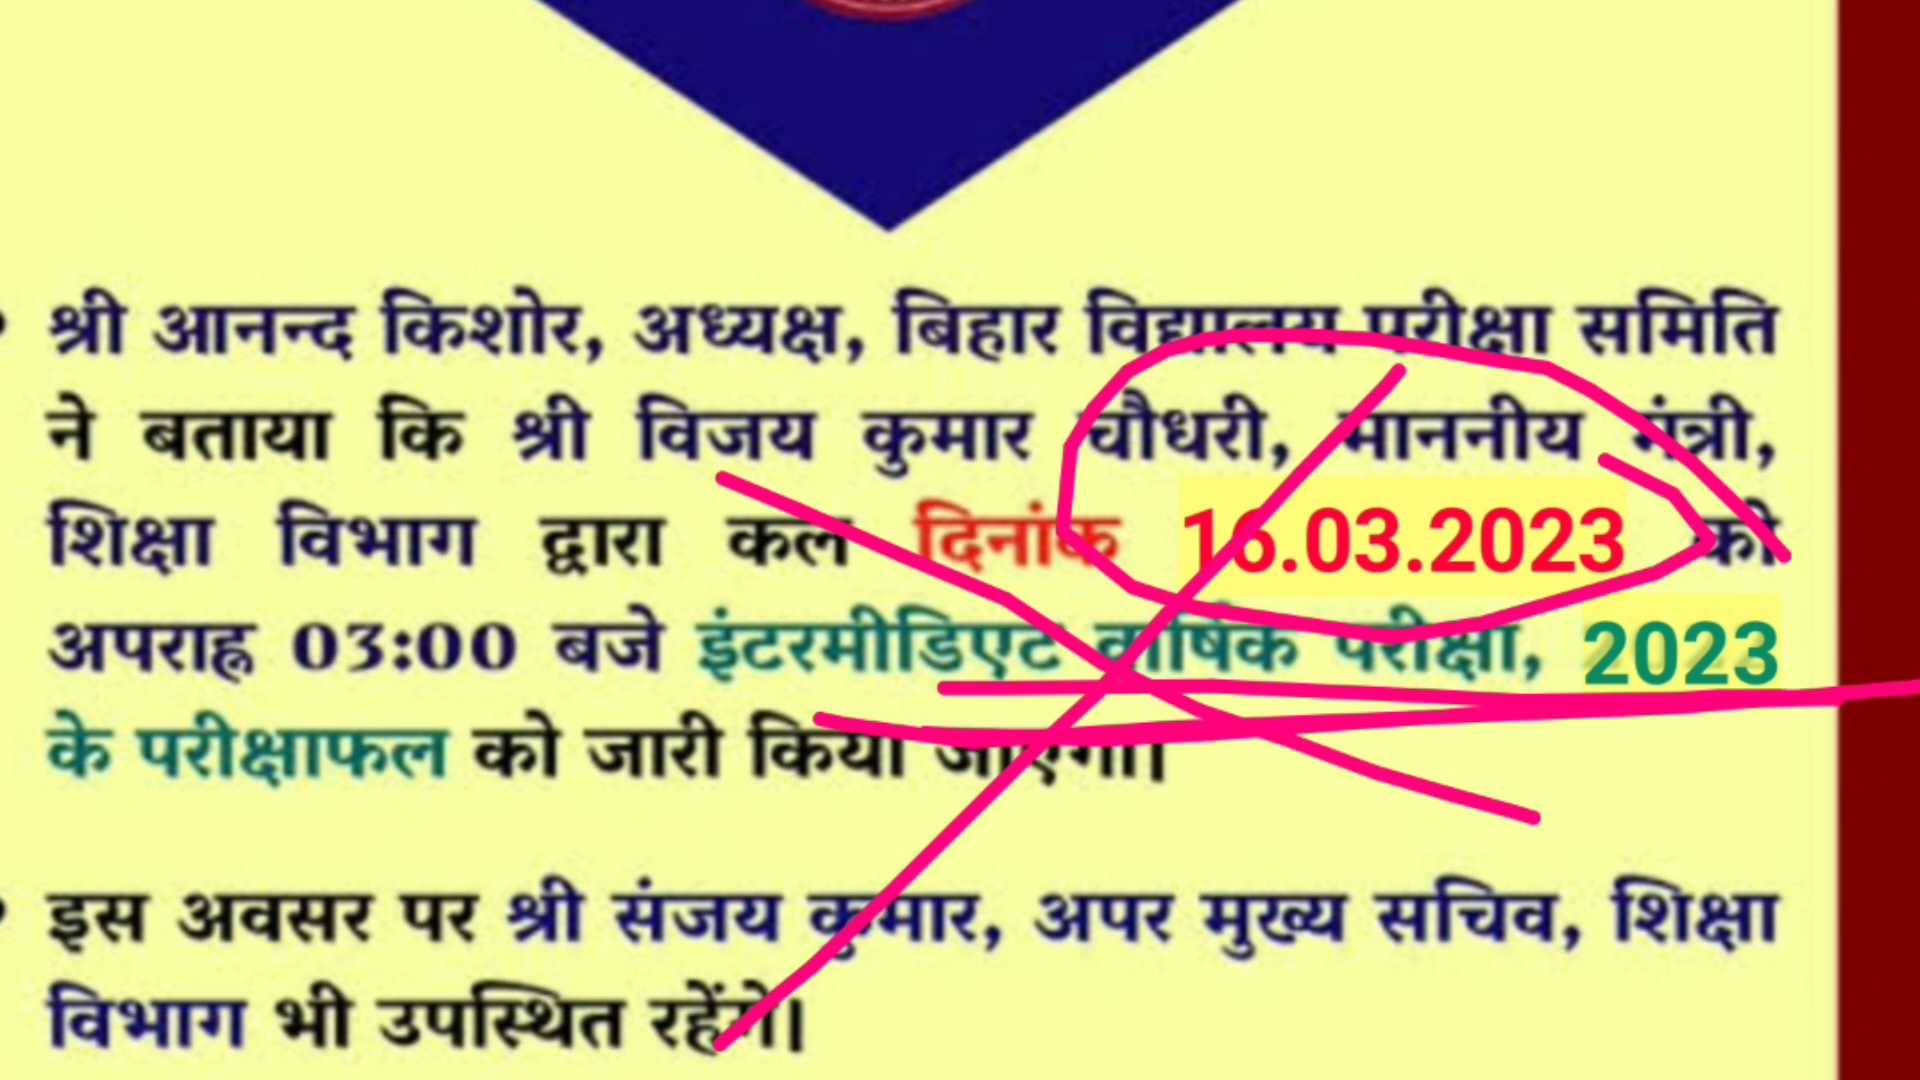 श्री आनन्द किशोर, अध्यक्ष, बिहार विद्यालय परीक्षा समिति
ने बताया कि श्री विजय कुमार चौधरी, माननीय मंत्री,
शिक्षा विभाग द्वारा कल दिनांक 16.03.2023 को
अपराह्न 03:00 बजे इंटरमीडिएट वार्षिक परीक्षा, 2023
के परीक्षाफल को जारी किया जाएगा।
इस अवसर पर श्री संजय कुमार, अपर मुख्य सचिव, शिक्षा
विभाग भी उपस्थित रहेंगे।